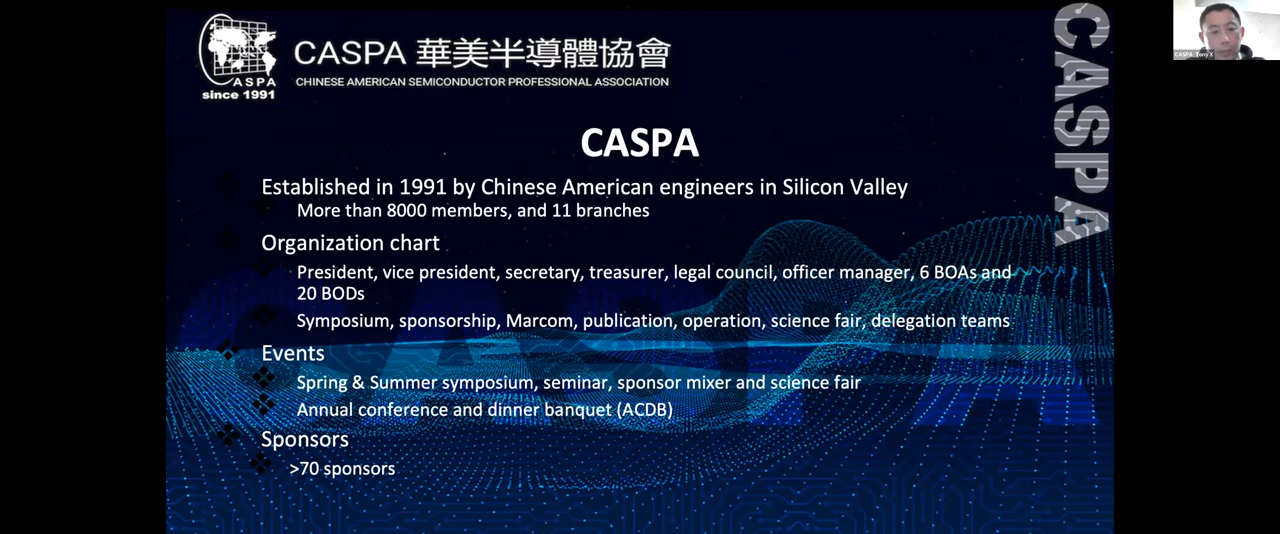 ASPA
since 1991
CASPA 華美半導體協會
CHINESE AMERICAN SEMICONDUCTOR PROFESSIONAL ASSOCIATION
CASPA
CASPA
Established in 1991 by Chinese American engineers in Silicon Valley
More than 8000 members, and 11 branches
Organization chart
President, vice president, secretary, treasurer, legal council, officer manager, 6 BOAs and
20 BODs
Symposium, sponsorship, Marcom, publication, operation, science fair, delegation teams
Events
Spring & Summer symposium, seminar, sponsor mixer and science fair
Annual conference and dinner banquet (ACDB)
Sponsors
>70 sponsors
CASPA
CASPA_Tony X